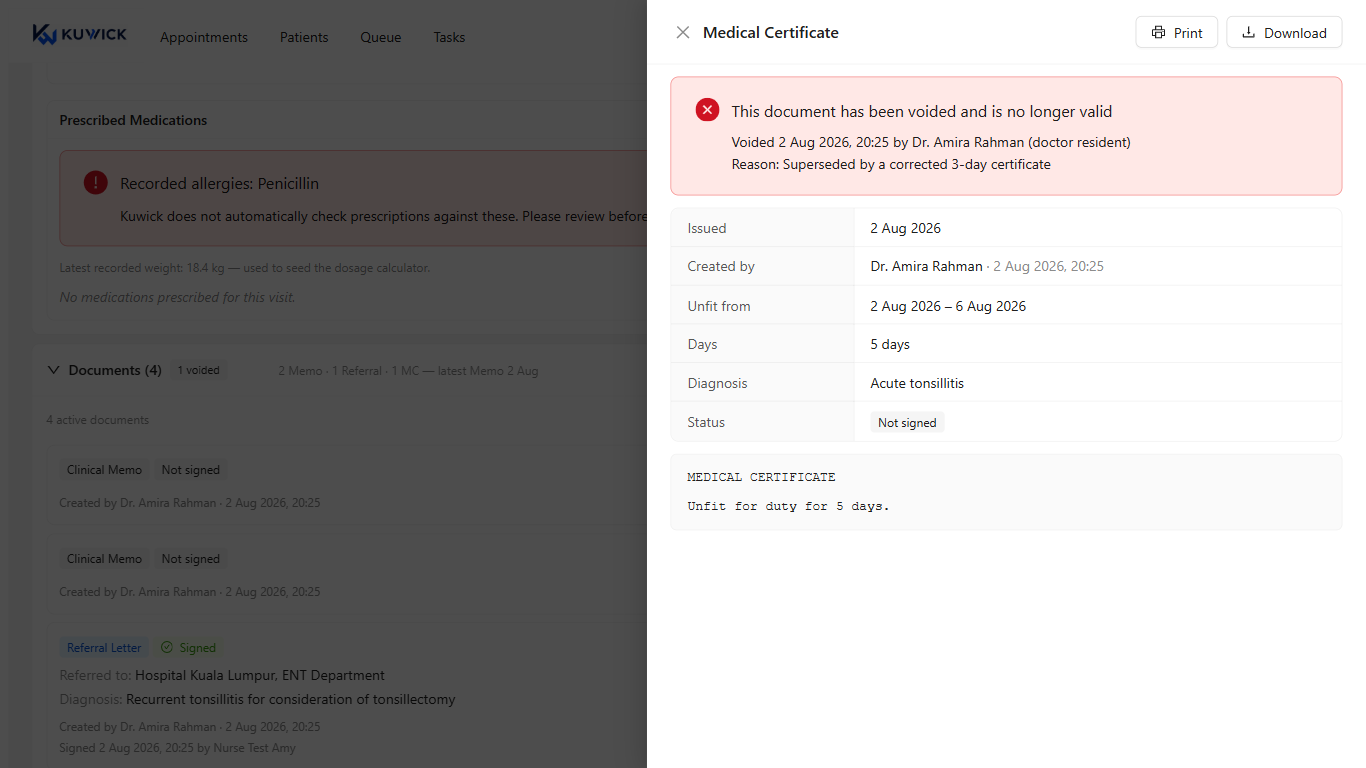 KUWICK
Appointments
Patients
Queue
Tasks
Prescribed Medications
Recorded allergies: Penicillin
Kuwick does not automatically check prescriptions against these. Please review before
Latest recorded weight: 18.4 kg — used to seed the dosage calculator.
No medications prescribed for this visit.
Documents (4)
1 voided
2 Memo · 1 Referral · 1 MC — latest Memo 2 Aug
4 active documents
Clinical Memo
Not signed
Created by Dr. Amira Rahman · 2 Aug 2026, 20:25
Clinical Memo
Not signed
Created by Dr. Amira Rahman · 2 Aug 2026, 20:25
Referral Letter
Signed
Referred to: Hospital Kuala Lumpur, ENT Department
Diagnosis: Recurrent tonsillitis for consideration of tonsillectomy
Created by Dr. Amira Rahman · 2 Aug 2026, 20:25
Signed 2 Aug 2026, 20:25 by Nurse Test Amy
Medical Certificate
Print
Download
This document has been voided and is no longer valid
Voided 2 Aug 2026, 20:25 by Dr. Amira Rahman (doctor resident)
Reason: Superseded by a corrected 3-day certificate
Issued
2 Aug 2026
Created by
Dr. Amira Rahman · 2 Aug 2026, 20:25
Unfit from
2 Aug 2026 – 6 Aug 2026
Days
5 days
Diagnosis
Acute tonsillitis
Status
Not signed
MEDICAL CERTIFICATE
Unfit for duty for 5 days.